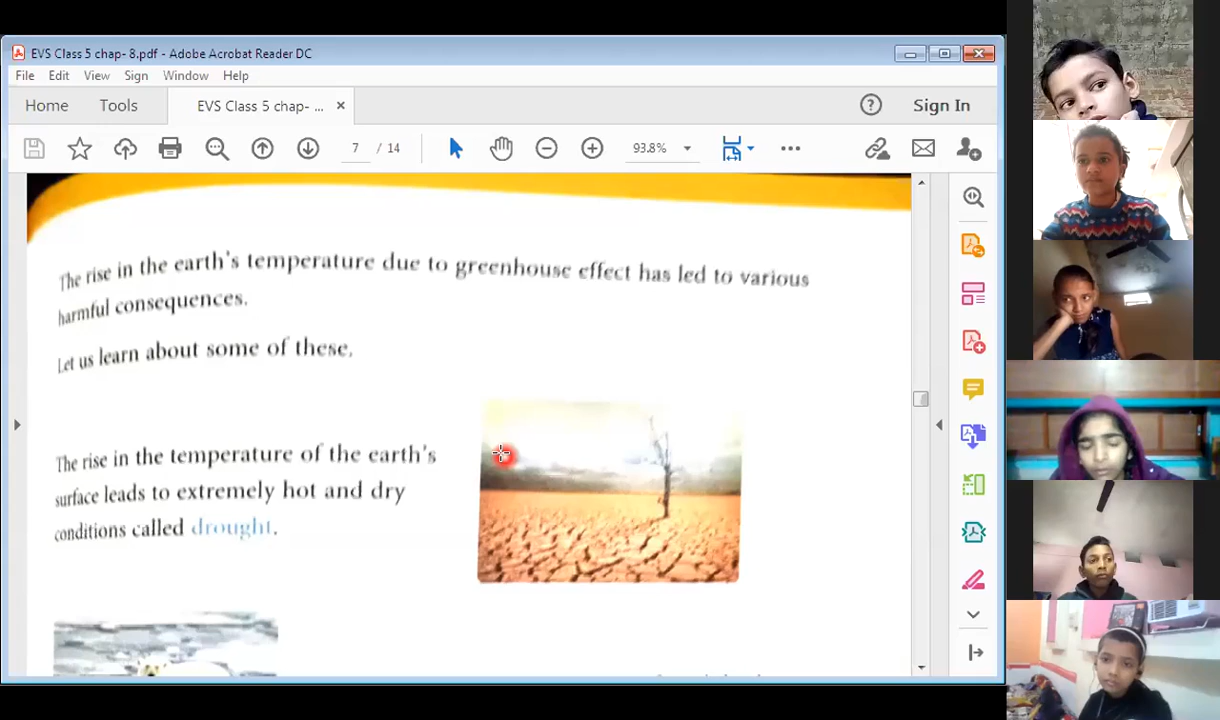 EVS Class 5 chap- 8.pdf - Adobe Acrobat Reader DC
File Edit View Sign Window Help
Home Tools EVS Class 5 chap- ... × Sign In
7 / 14 93.8%
The rise in the earth's temperature due to greenhouse effect has led to various
harmful consequences.
Let us learn about some of these.
The rise in the temperature of the earth's
surface leads to extremely hot and dry
conditions called drought.